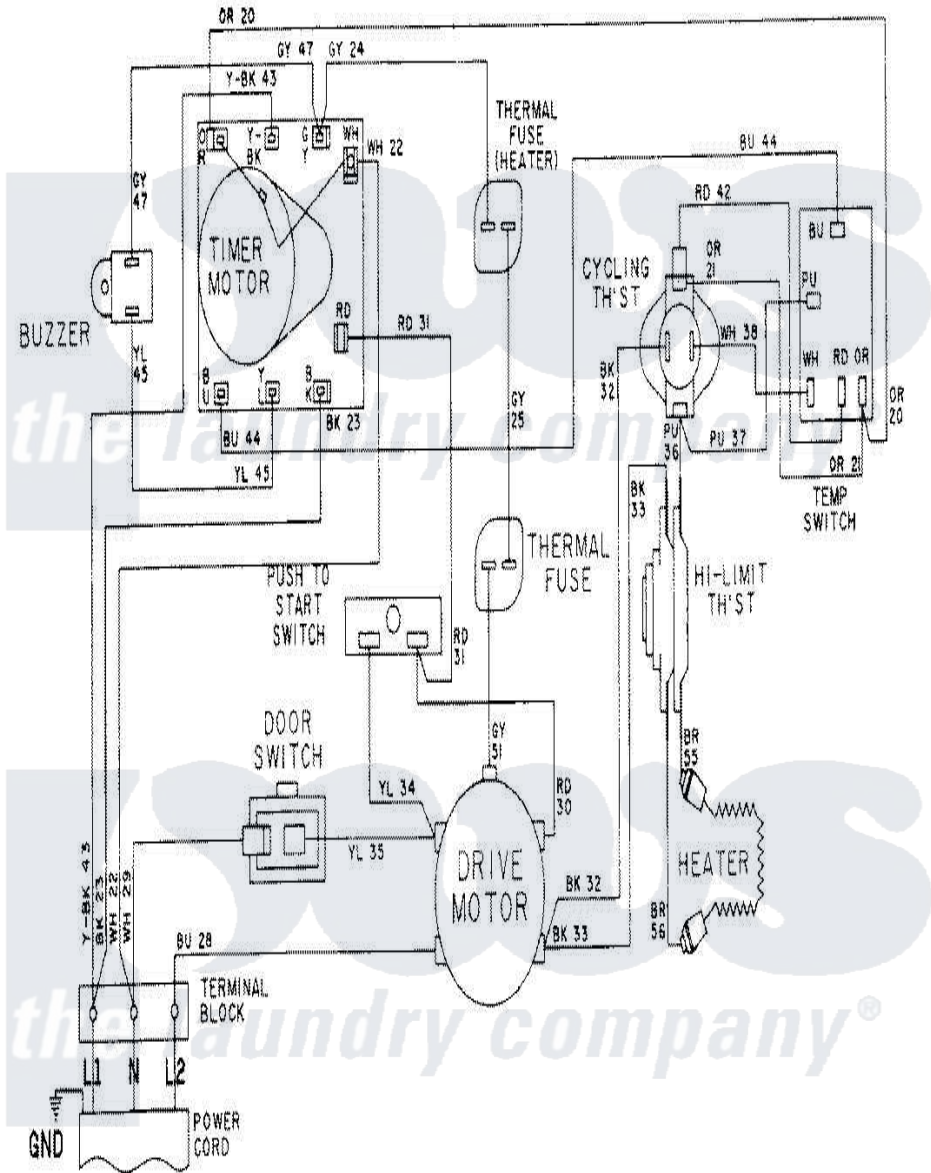 OR 20
GY 47
GY 24
Y-BK 43
THERMAL
FUSE
(HEATER)
BU 44
O
R
Y-
BK
G
Y
WH
WH 22
RD 42
GY
47
BU
OR
21
TIMER
MOTOR
CYCLING
TH'ST
PU
BUZZER
RD
RD 31
WH 38
YL
45
BK
32
WH
RD
OR
B
U
Y
L
B
K
GY
25
OR
20
BK 23
BU 44
PU
36
PU 37
the laundry company
YL 45
OR 21
BK
33
TEMP
SWITCH
THERMAL
FUSE
PUSH TO
START
SWITCH
HI-LIMIT
TH'ST
RD
31
DOOR
SWITCH
GY
51
BR
55
RD
30
YL 34
YL 35
DRIVE
MOTOR
HEATER
Y-BK 43
BK 23
WH 22
WH 29
BK 32
BR
56
BU 28
BK 33
TERMINAL
BLOCK
the laundry company®
L1
N
L2
GND
POWER
CORD